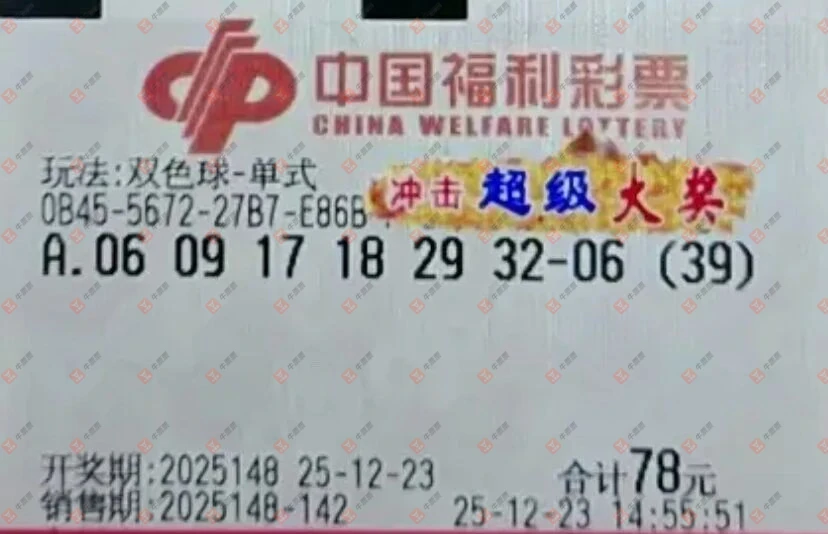 中国福利彩票
CHINA WELFARE LOTTERY
玩法:双色球-单式
冲击 超级大奖
0B45-5672-27B7-E86B
A.06 09 17 18 29 32-06 (39)
开奖期:2025148 25-12-23 合计78元
销售期:2025148-142 25-12-23 14:55:51